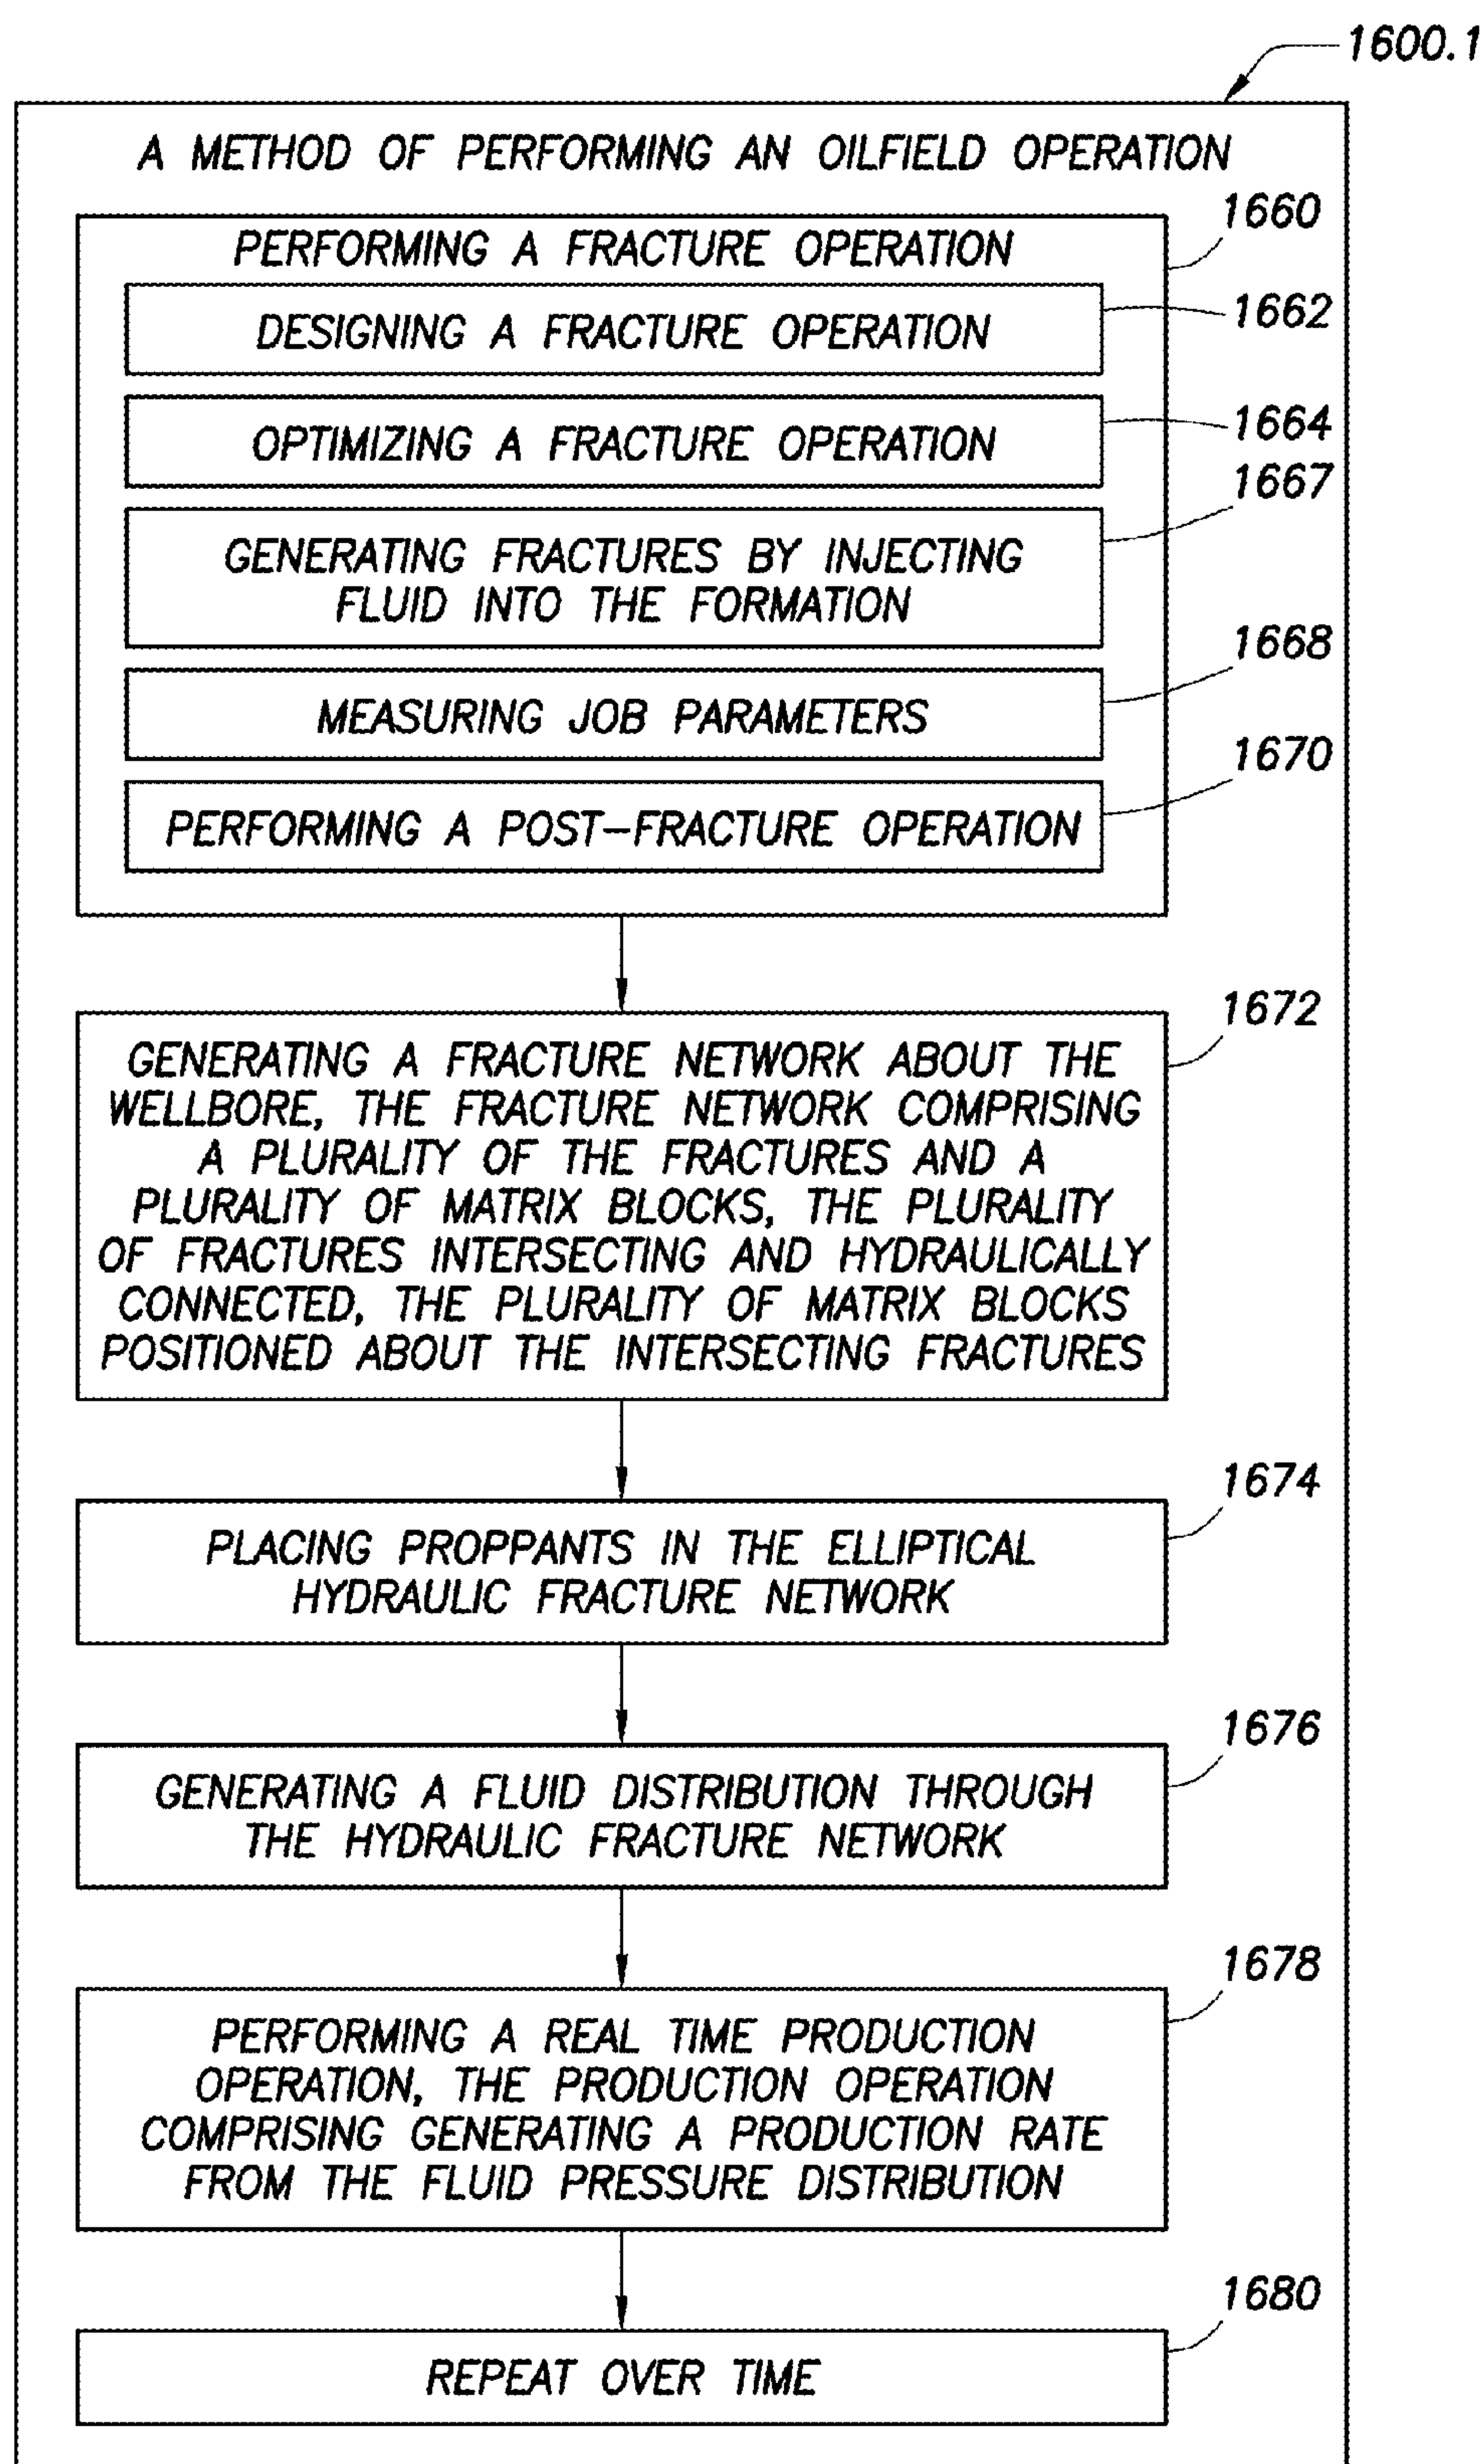 1600.1
A METHOD OF PERFORMING AN OILFIELD OPERATION
1660
PERFORMING A FRACTURE OPERATION
DESIGNING A FRACTURE OPERATION
1662
OPTIMIZING A FRACTURE OPERATION
1664
1667
GENERATING FRACTURES BY INJECTING
FLUID INTO THE FORMATION
1668
MEASURING JOB PARAMETERS
1670
PERFORMING A POST-FRACTURE OPERATION
1672
GENERATING A FRACTURE NETWORK ABOUT THE
WELLBORE, THE FRACTURE NETWORK COMPRISING
A PLURALITY OF THE FRACTURES AND A
PLURALITY OF MATRIX BLOCKS, THE PLURALITY
OF FRACTURES INTERSECTING AND HYDRAULICALLY
CONNECTED, THE PLURALITY OF MATRIX BLOCKS
POSITIONED ABOUT THE INTERSECTING FRACTURES
1674
PLACING PROPPANTS IN THE ELLIPTICAL
HYDRAULIC FRACTURE NETWORK
1676
GENERATING A FLUID DISTRIBUTION THROUGH
THE HYDRAULIC FRACTURE NETWORK
1678
PERFORMING A REAL TIME PRODUCTION
OPERATION, THE PRODUCTION OPERATION
COMPRISING GENERATING A PRODUCTION RATE
FROM THE FLUID PRESSURE DISTRIBUTION
1680
REPEAT OVER TIME